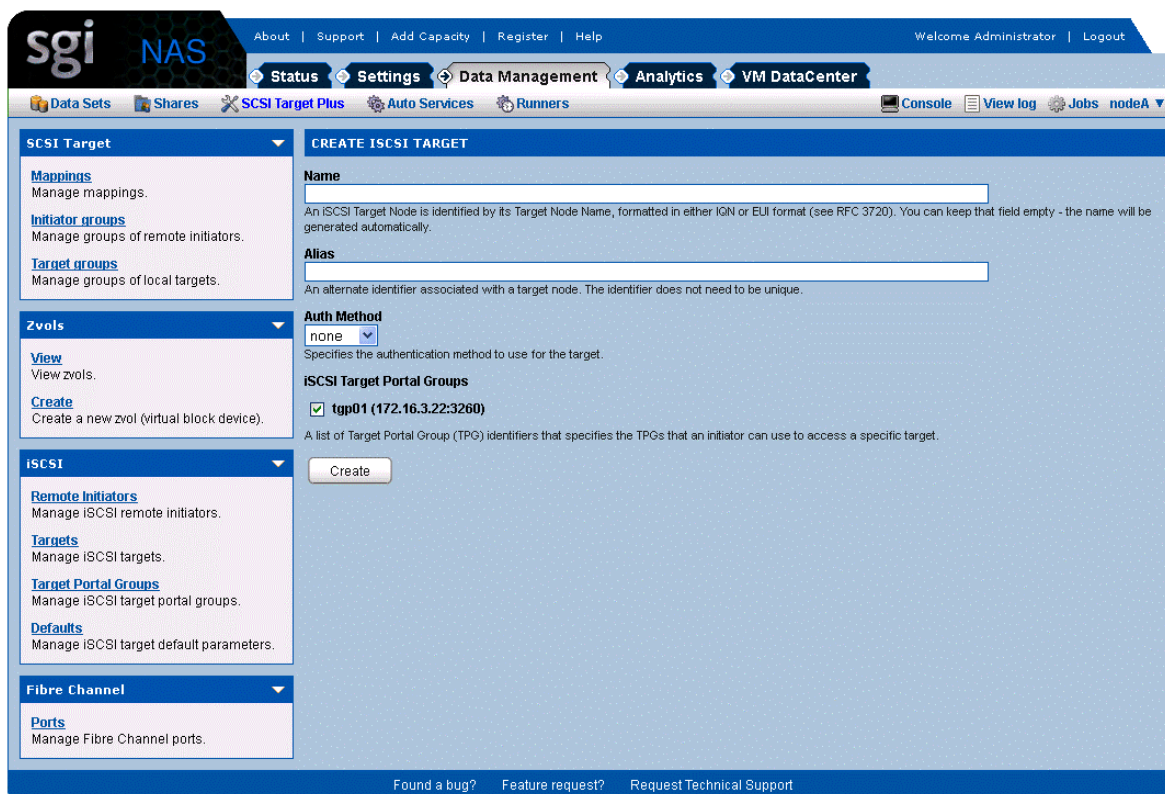 sgi NAS
About | Support | Add Capacity | Register | Help
Welcome Administrator | Logout
Status Settings Data Management Analytics VM DataCenter
Data Sets Shares SCSI Target Plus Auto Services Runners
Console View log Jobs nodeA
SCSI Target
Mappings
Manage mappings.
Initiator groups
Manage groups of remote initiators.
Target groups
Manage groups of local targets.
Zvols
View
View zvols.
Create
Create a new zvol (virtual block device).
iSCSI
Remote Initiators
Manage iSCSI remote initiators.
Targets
Manage iSCSI targets.
Target Portal Groups
Manage iSCSI target portal groups.
Defaults
Manage iSCSI target default parameters.
Fibre Channel
Ports
Manage Fibre Channel ports.
CREATE ISCSI TARGET
Name
An iSCSI Target Node is identified by its Target Node Name, formatted in either IQN or EUI format (see RFC 3720). You can keep that field empty - the name will be
generated automatically.
Alias
An alternate identifier associated with a target node. The identifier does not need to be unique.
Auth Method
none
Specifies the authentication method to use for the target.
iSCSI Target Portal Groups
tgp01 (172.16.3.22:3260)
A list of Target Portal Group (TPG) identifiers that specifies the TPGs that an initiator can use to access a specific target.
Create
Found a bug? Feature request? Request Technical Support